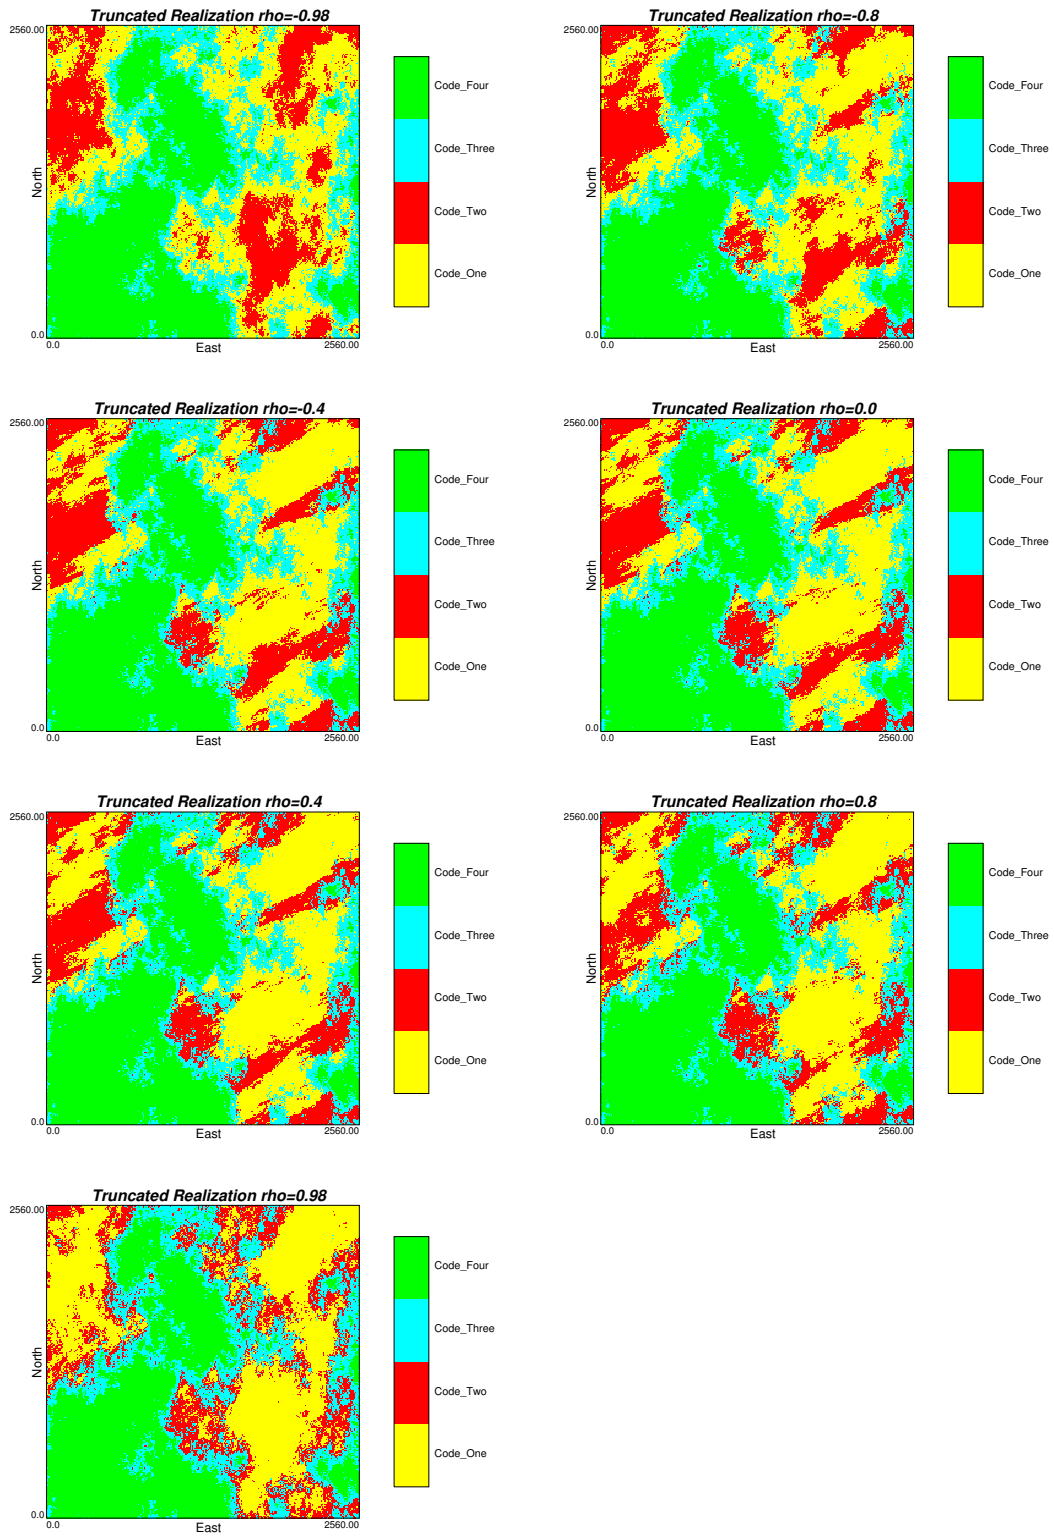 Truncated Realization rho=-0.98
2560.00
North
0.0
0.0
East
2560.00
Code_Four
Code_Three
Code_Two
Code_One
Truncated Realization rho=-0.8
2560.00
North
0.0
0.0
East
2560.00
Code_Four
Code_Three
Code_Two
Code_One
Truncated Realization rho=-0.4
2560.00
North
0.0
0.0
East
2560.00
Code_Four
Code_Three
Code_Two
Code_One
Truncated Realization rho=0.0
2560.00
North
0.0
0.0
East
2560.00
Code_Four
Code_Three
Code_Two
Code_One
Truncated Realization rho=0.4
2560.00
North
0.0
0.0
East
2560.00
Code_Four
Code_Three
Code_Two
Code_One
Truncated Realization rho=0.8
2560.00
North
0.0
0.0
East
2560.00
Code_Four
Code_Three
Code_Two
Code_One
Truncated Realization rho=0.98
2560.00
North
0.0
0.0
East
2560.00
Code_Four
Code_Three
Code_Two
Code_One